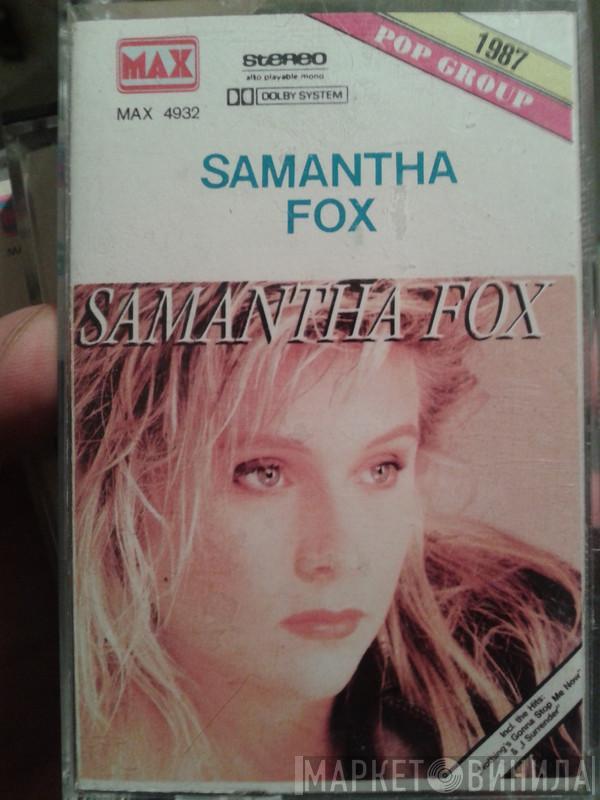 MAX
MAX 4932
stereo
also playable mono
DOLBY SYSTEM
1987
POP GROUP
SAMANTHA
FOX
SAMANTHA FOX
Incl. the Hits:
"Nothing's Gonna Stop Me Now"
& "J Surrender"
МАРКЕТ ВИНИЛА